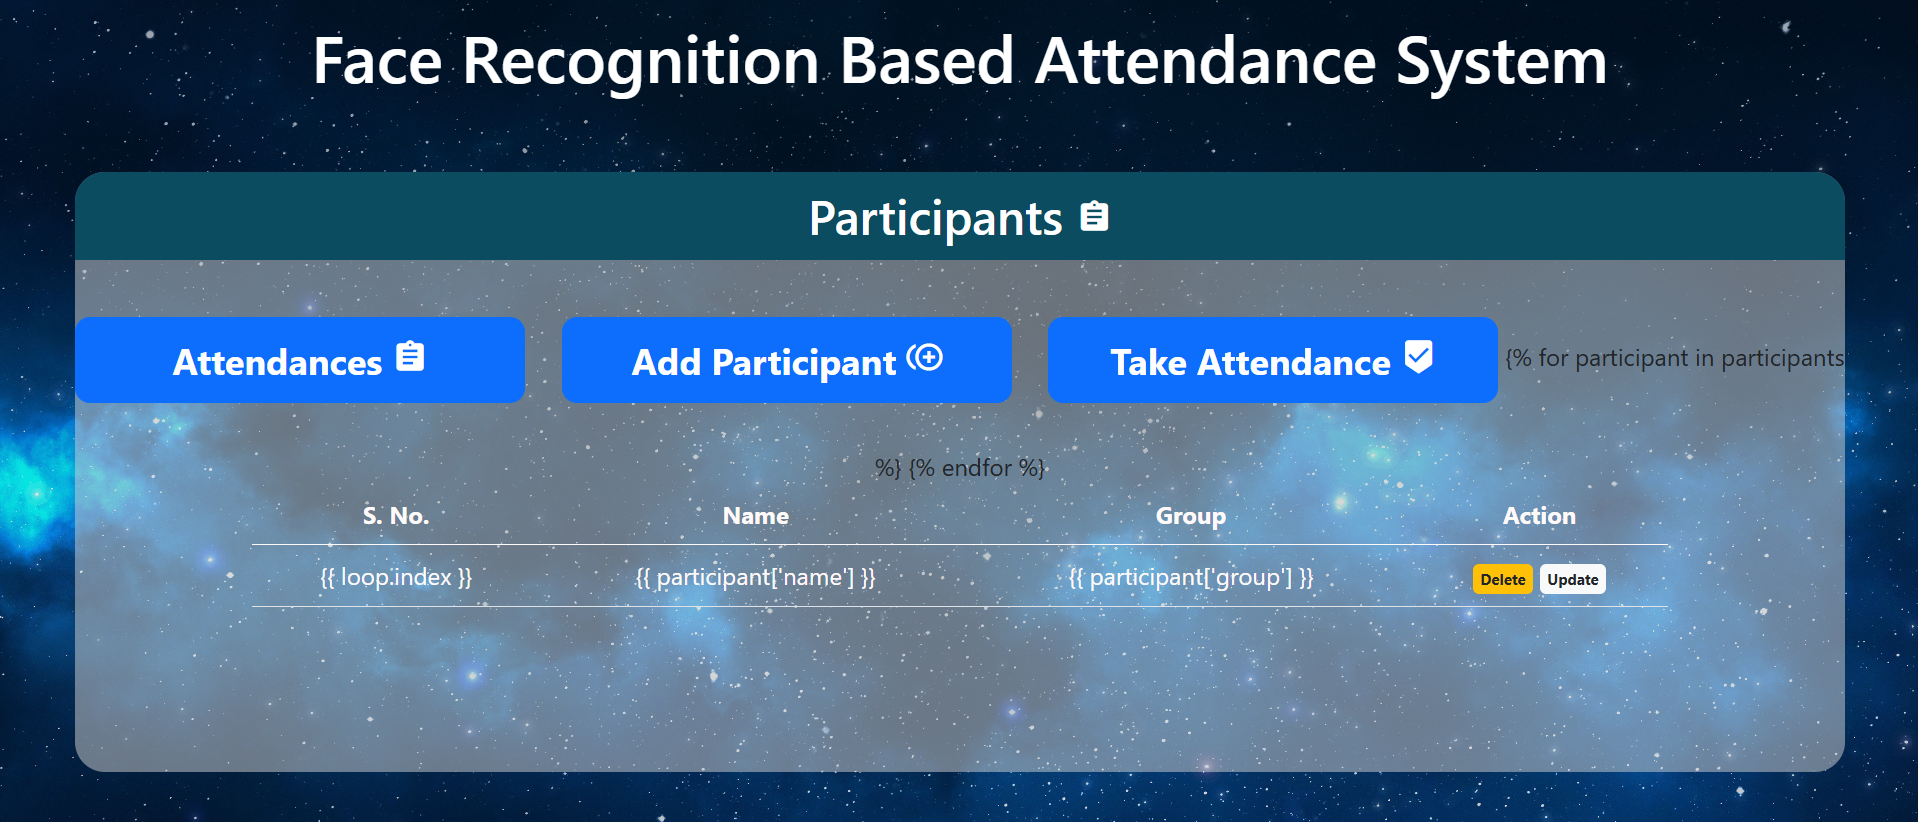 Face Recognition Based Attendance System
Participants
Attendances Add Participant Take Attendance {% for participant in participants
%} {% endfor %}
S. No. Name Group Action
{{ loop.index }} {{ participant['name'] }} {{ participant['group'] }} Delete Update